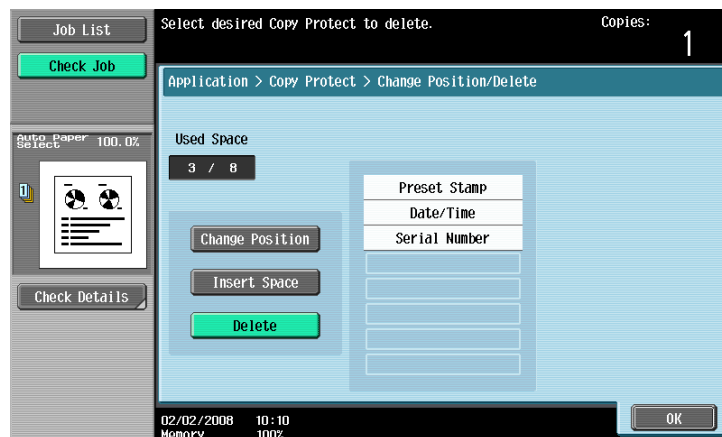 Job List
Check Job
Select desired Copy Protect to delete.
Copies:
1
Application > Copy Protect > Change Position/Delete
Auto Paper Select 100.0%
Used Space
3 / 8
Preset Stamp
Date/Time
Serial Number
Change Position
Insert Space
Delete
Check Details
02/02/2008 10:10
Memory 100%
OK